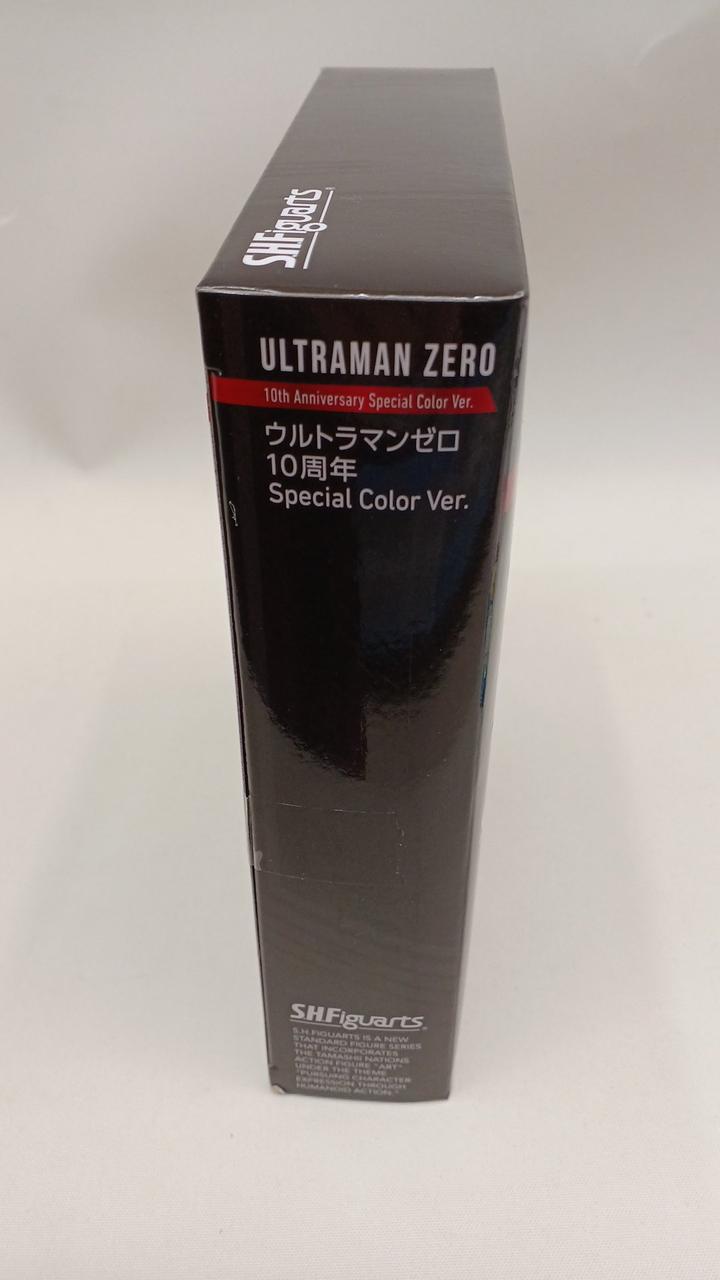 S.H.Figuarts
ULTRAMAN ZERO
10th Anniversary Special Color Ver.
ウルトラマンゼロ
10周年
Special Color Ver.
S.H.Figuarts
S.H.FIGUARTS IS A NEW
STANDARD FIGURE SERIES
THAT INCORPORATES
THE TAMASHII NATIONS
ACTION FIGURE "ART"
UNDER THE THEME
"PURSUING CHARACTER
EXPRESSION THROUGH
HUMANOID ACTION."